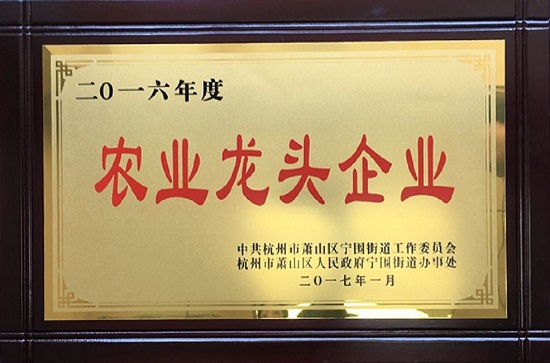 二〇一六年度
农业龙头企业
中共杭州市萧山区宁围街道工作委员会
杭州市萧山区人民政府宁围街道办事处
二〇一七年一月